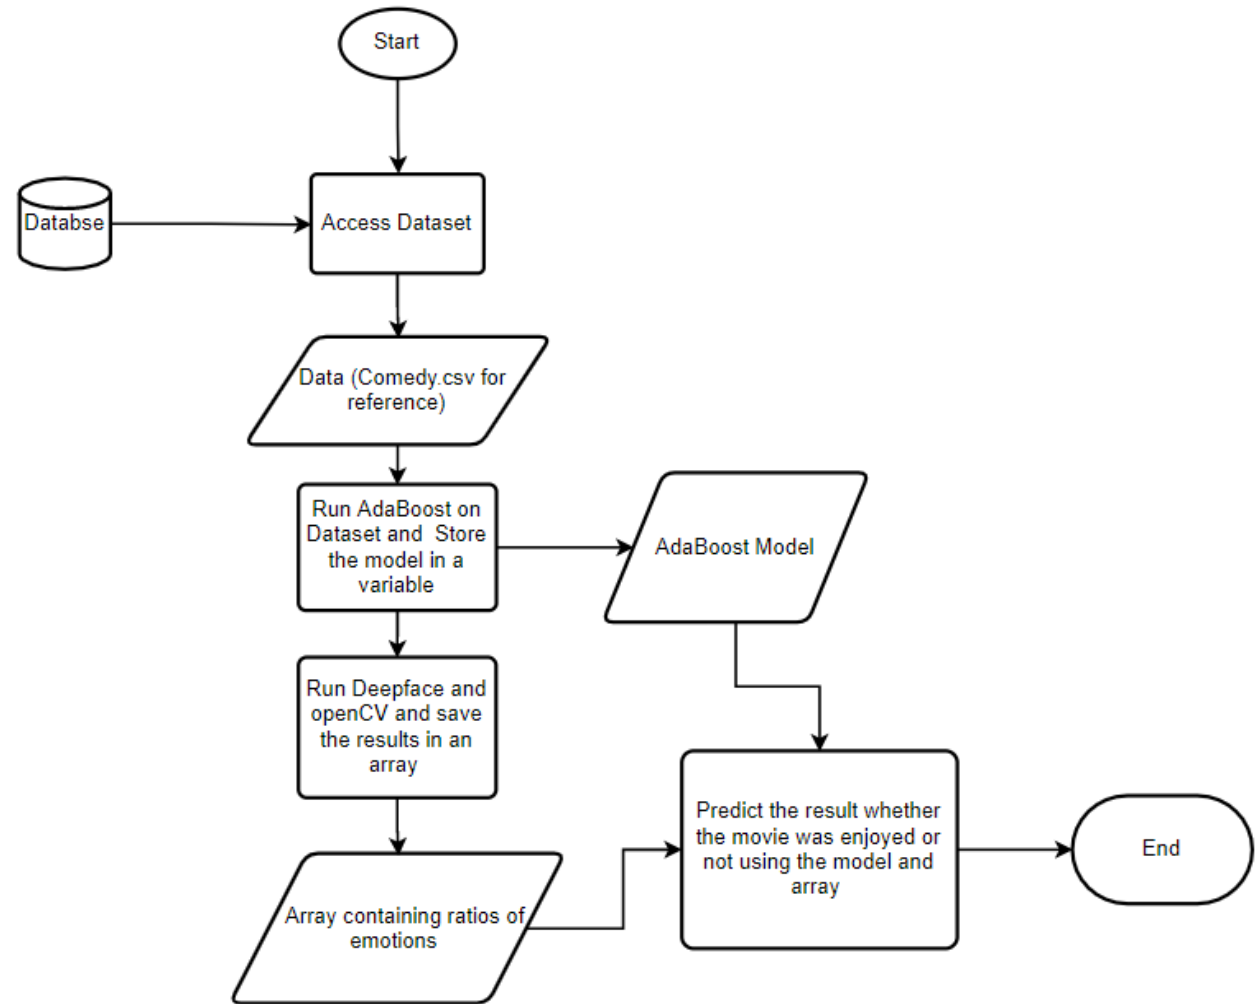 Start
Databse
Access Dataset
Data (Comedy.csv for
reference)
Run AdaBoost on
Dataset and  Store
the model in a
variable
AdaBoost Model
Run Deepface and
openCV and save
the results in an
array
Predict the result whether
the movie was enjoyed or
not using the model and
array
End
Array containing ratios of
emotions